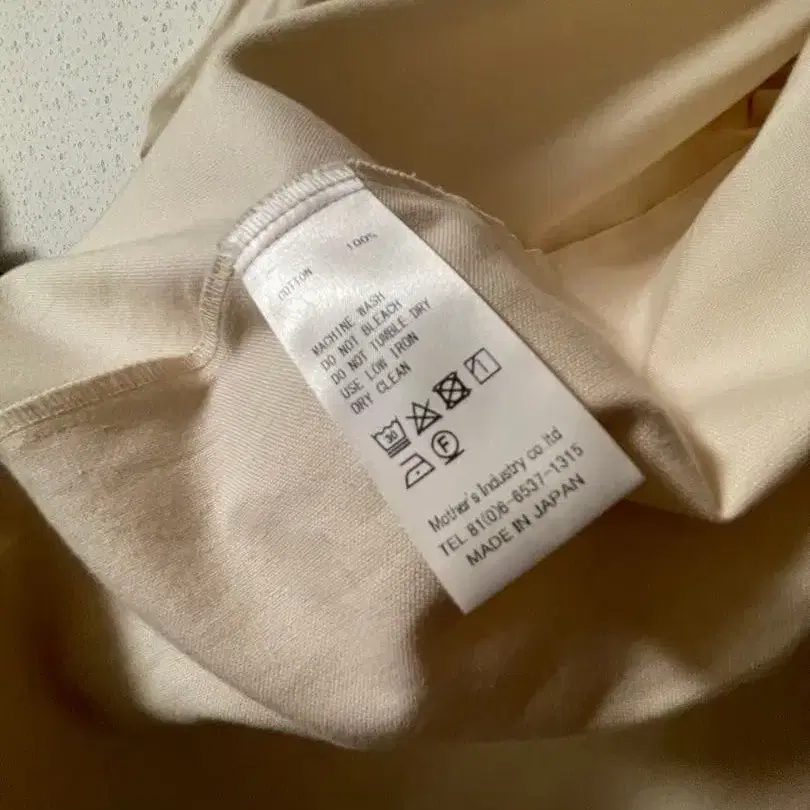 COTTON 100%
MACHINE WASH
DO NOT BLEACH
DO NOT TUMBLE DRY
USE LOW IRON
DRY CLEAN
30
F
Mother's Industry co.ltd
TEL 81(0)6-6537-1315
MADE IN JAPAN